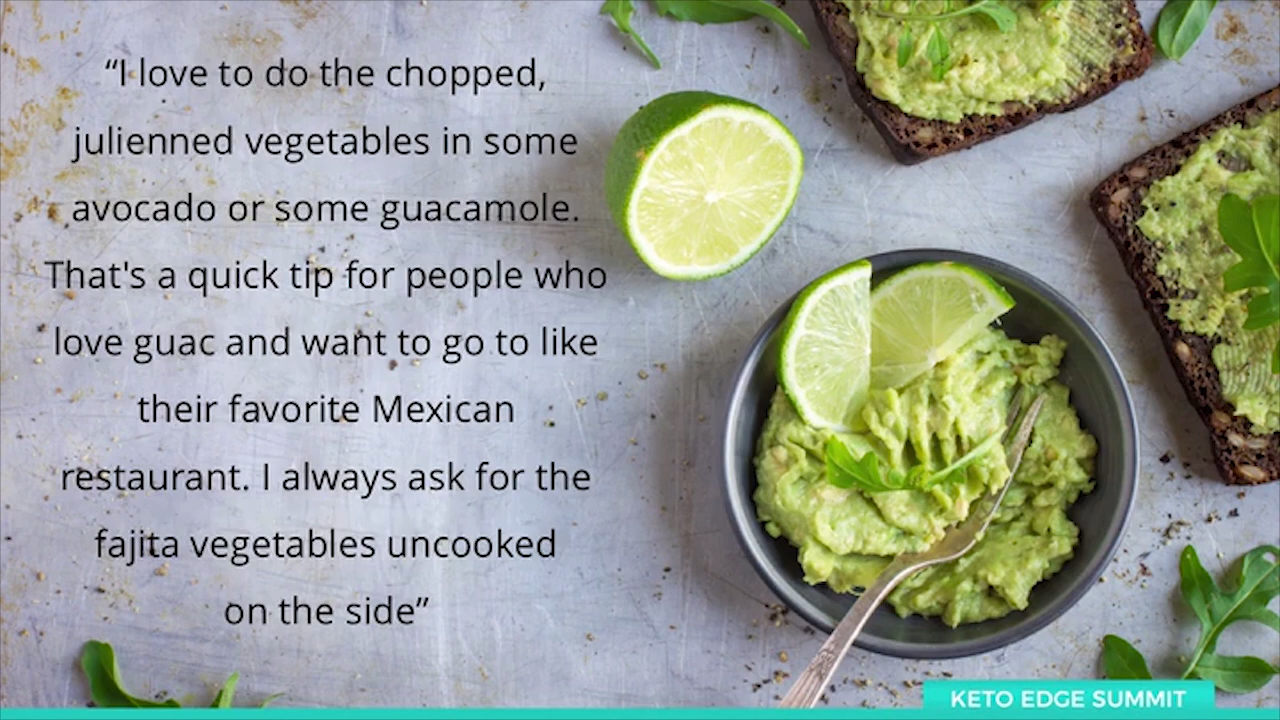 “I love to do the chopped,
julienned vegetables in some
avocado or some guacamole.
That's a quick tip for people who
love guac and want to go to like
their favorite Mexican
restaurant. I always ask for the
fajita vegetables uncooked
on the side”
KETO EDGE SUMMIT